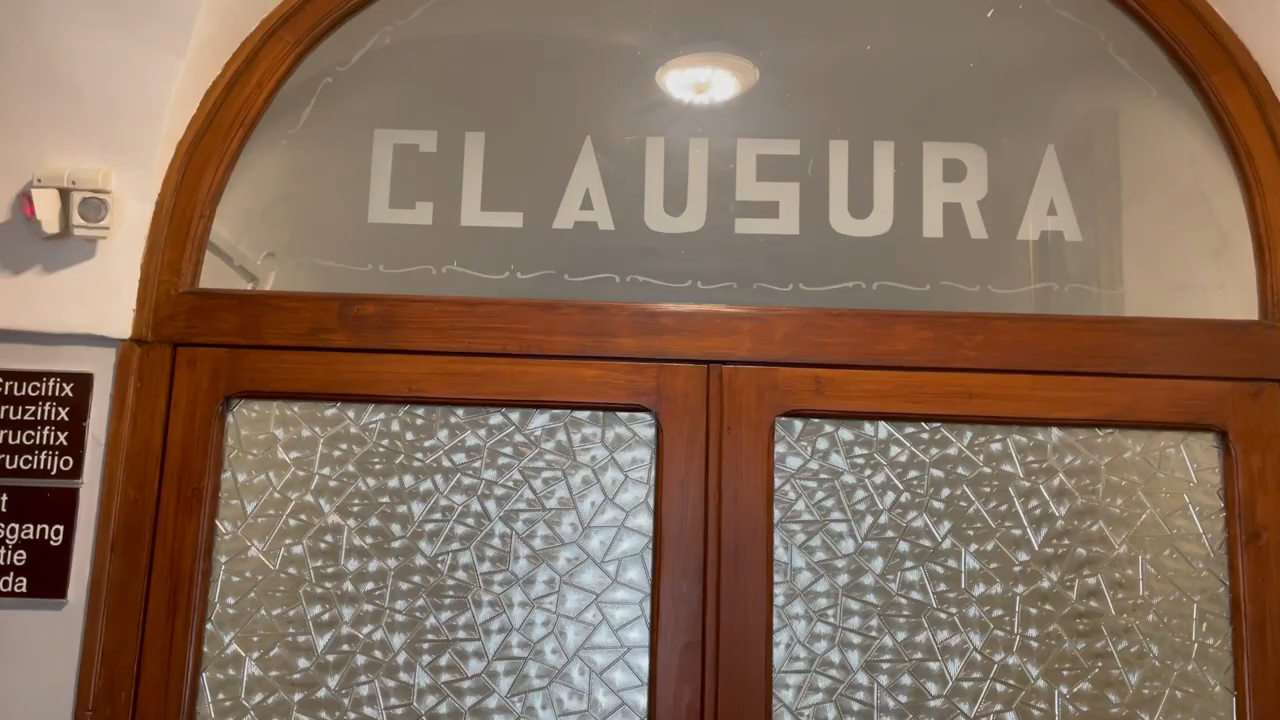 CLAUSURA
Crucifix
ruzifix
rucifix
rucifijo
t
sgang
tie
da